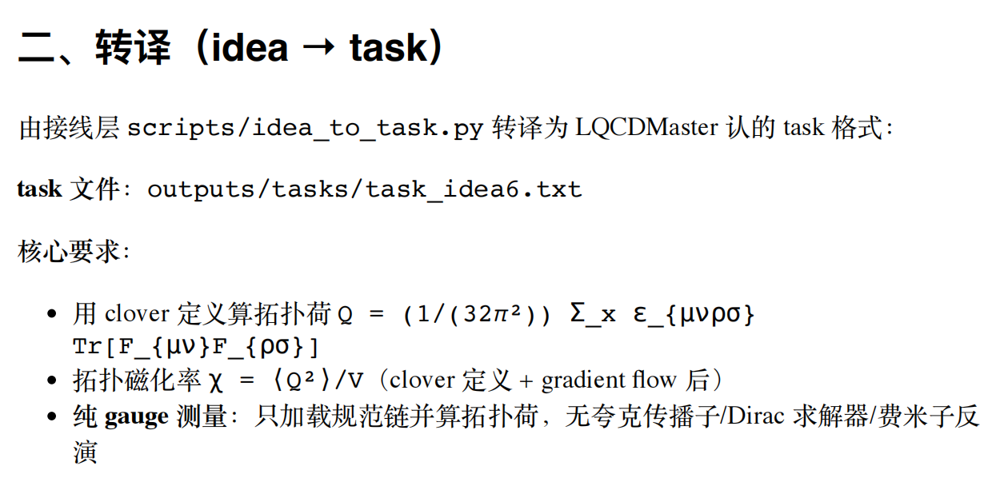 二、转译（idea → task）
由接线层 scripts/idea_to_task.py 转译为 LQCDMaster 认的 task 格式：
task 文件：outputs/tasks/task_idea6.txt
核心要求：
• 用 clover 定义算拓扑荷 Q = (1/(32π²)) Σ_x ε_{μνρσ}
Tr[F_{μν}F_{ρσ}]
• 拓扑磁化率 χ = ⟨Q²⟩/V（clover 定义 + gradient flow 后）
• 纯 gauge 测量：只加载规范链并算拓扑荷，无夸克传播子/Dirac 求解器/费米子反
演